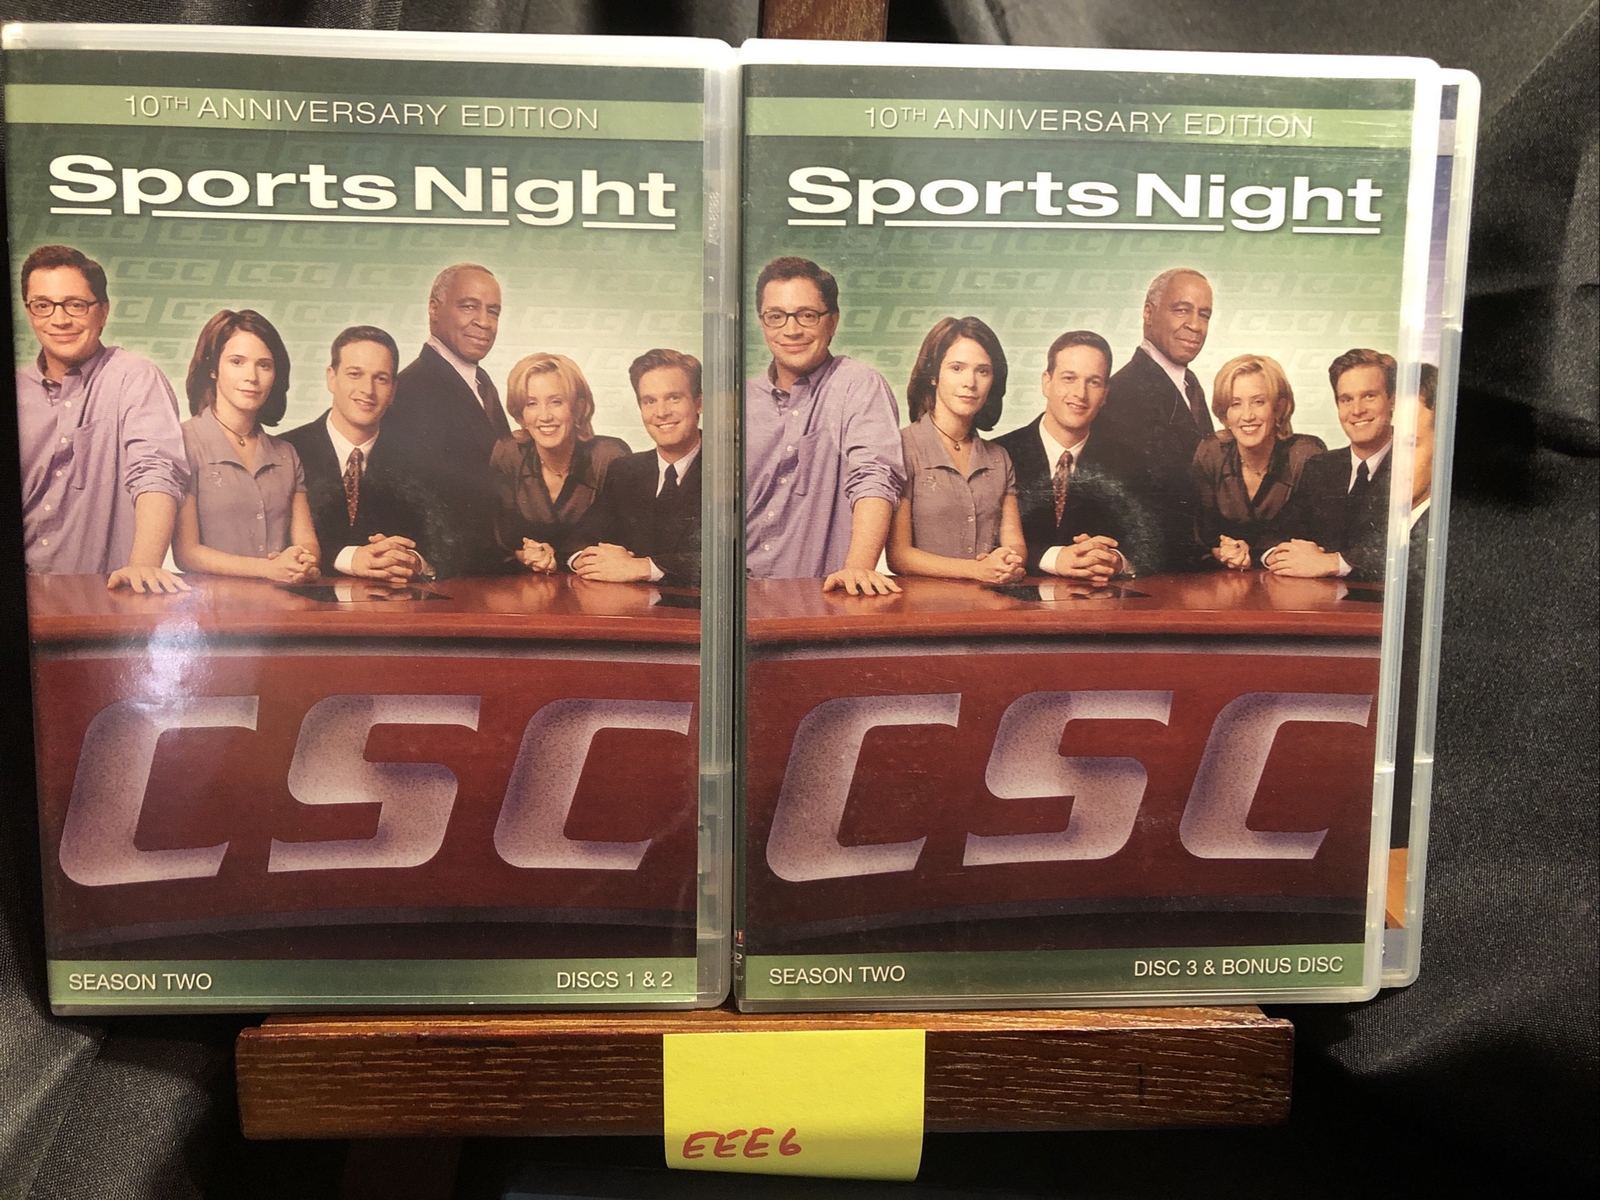 10TH ANNIVERSARY EDITION
Sports Night
CSC
SEASON TWO
DISCS 1 & 2
10TH ANNIVERSARY EDITION
Sports Night
CSC
SEASON TWO
DISC 3 & BONUS DISC
EEE6